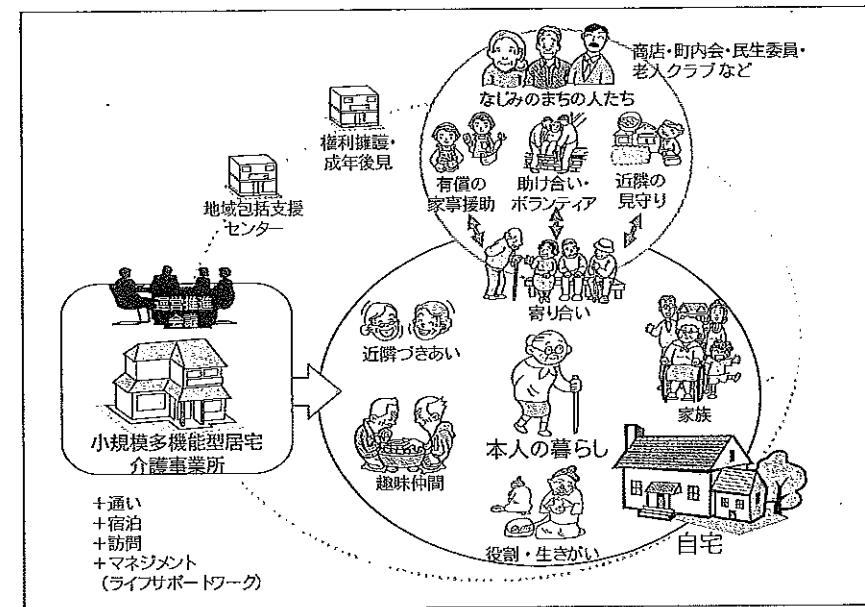 商店・町内会・民生委員・
老人クラブなど
なじみのまちの人たち
権利擁護・
成年後見
有償の
家事援助
助け合い・
ボランティア
近隣の
見守り
地域包括支援
センター
運営推進
会議
寄り合い
近隣づきあい
家族
小規模多機能型居宅
介護事業所
本人の暮らし
趣味仲間
役割・生きがい
自宅
+通い
+宿泊
+訪問
+マネジメント
(ライフサポートワーク)